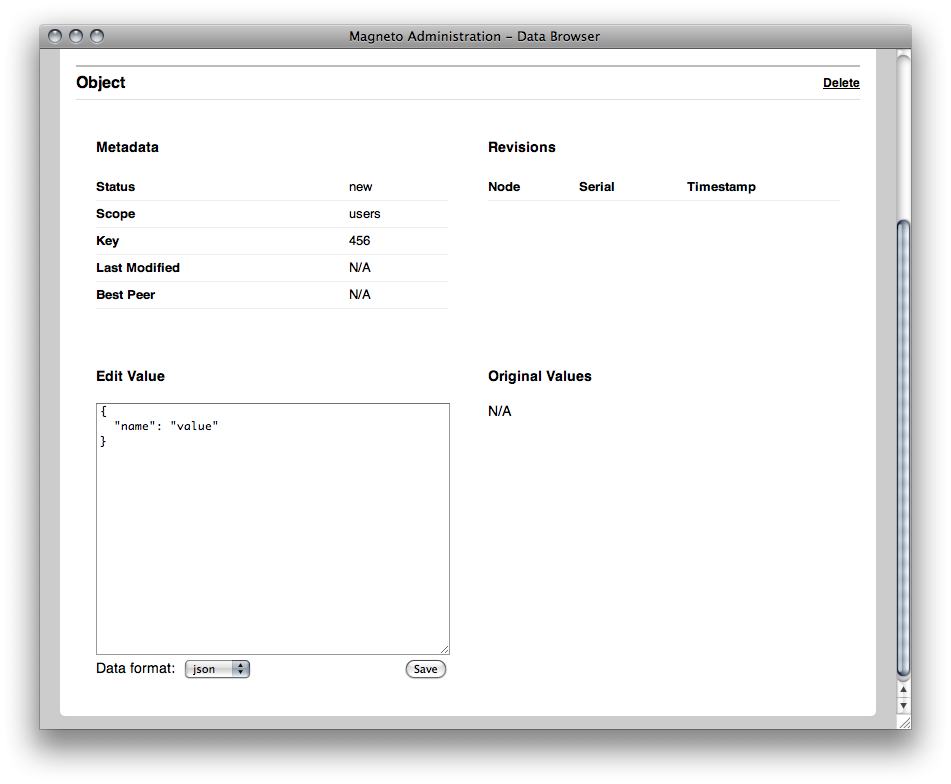 Magneto Administration – Data Browser
Object
Delete
Metadata
Status new
Scope users
Key 456
Last Modified N/A
Best Peer N/A
Revisions
Node Serial Timestamp
Edit Value
{
  "name": "value"
}
Data format: json
Save
Original Values
N/A